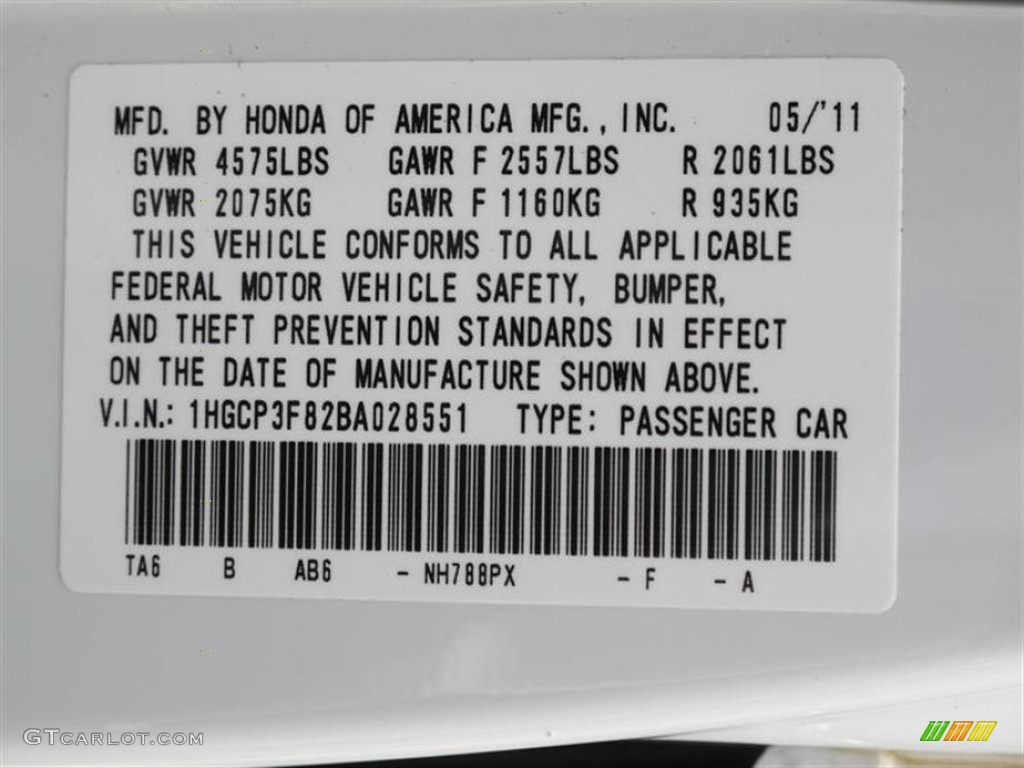 MFD. BY HONDA OF AMERICA MFG., INC. 05/'11
GVWR 4575LBS GAWR F 2557LBS R 2061LBS
GVWR 2075KG GAWR F 1160KG R 935KG
THIS VEHICLE CONFORMS TO ALL APPLICABLE
FEDERAL MOTOR VEHICLE SAFETY, BUMPER,
AND THEFT PREVENTION STANDARDS IN EFFECT
ON THE DATE OF MANUFACTURE SHOWN ABOVE.
V.I.N.: 1HGCP3F82BA028551 TYPE: PASSENGER CAR
TA6 B AB6 - NH788PX - F - A
GTCARLOT.COM